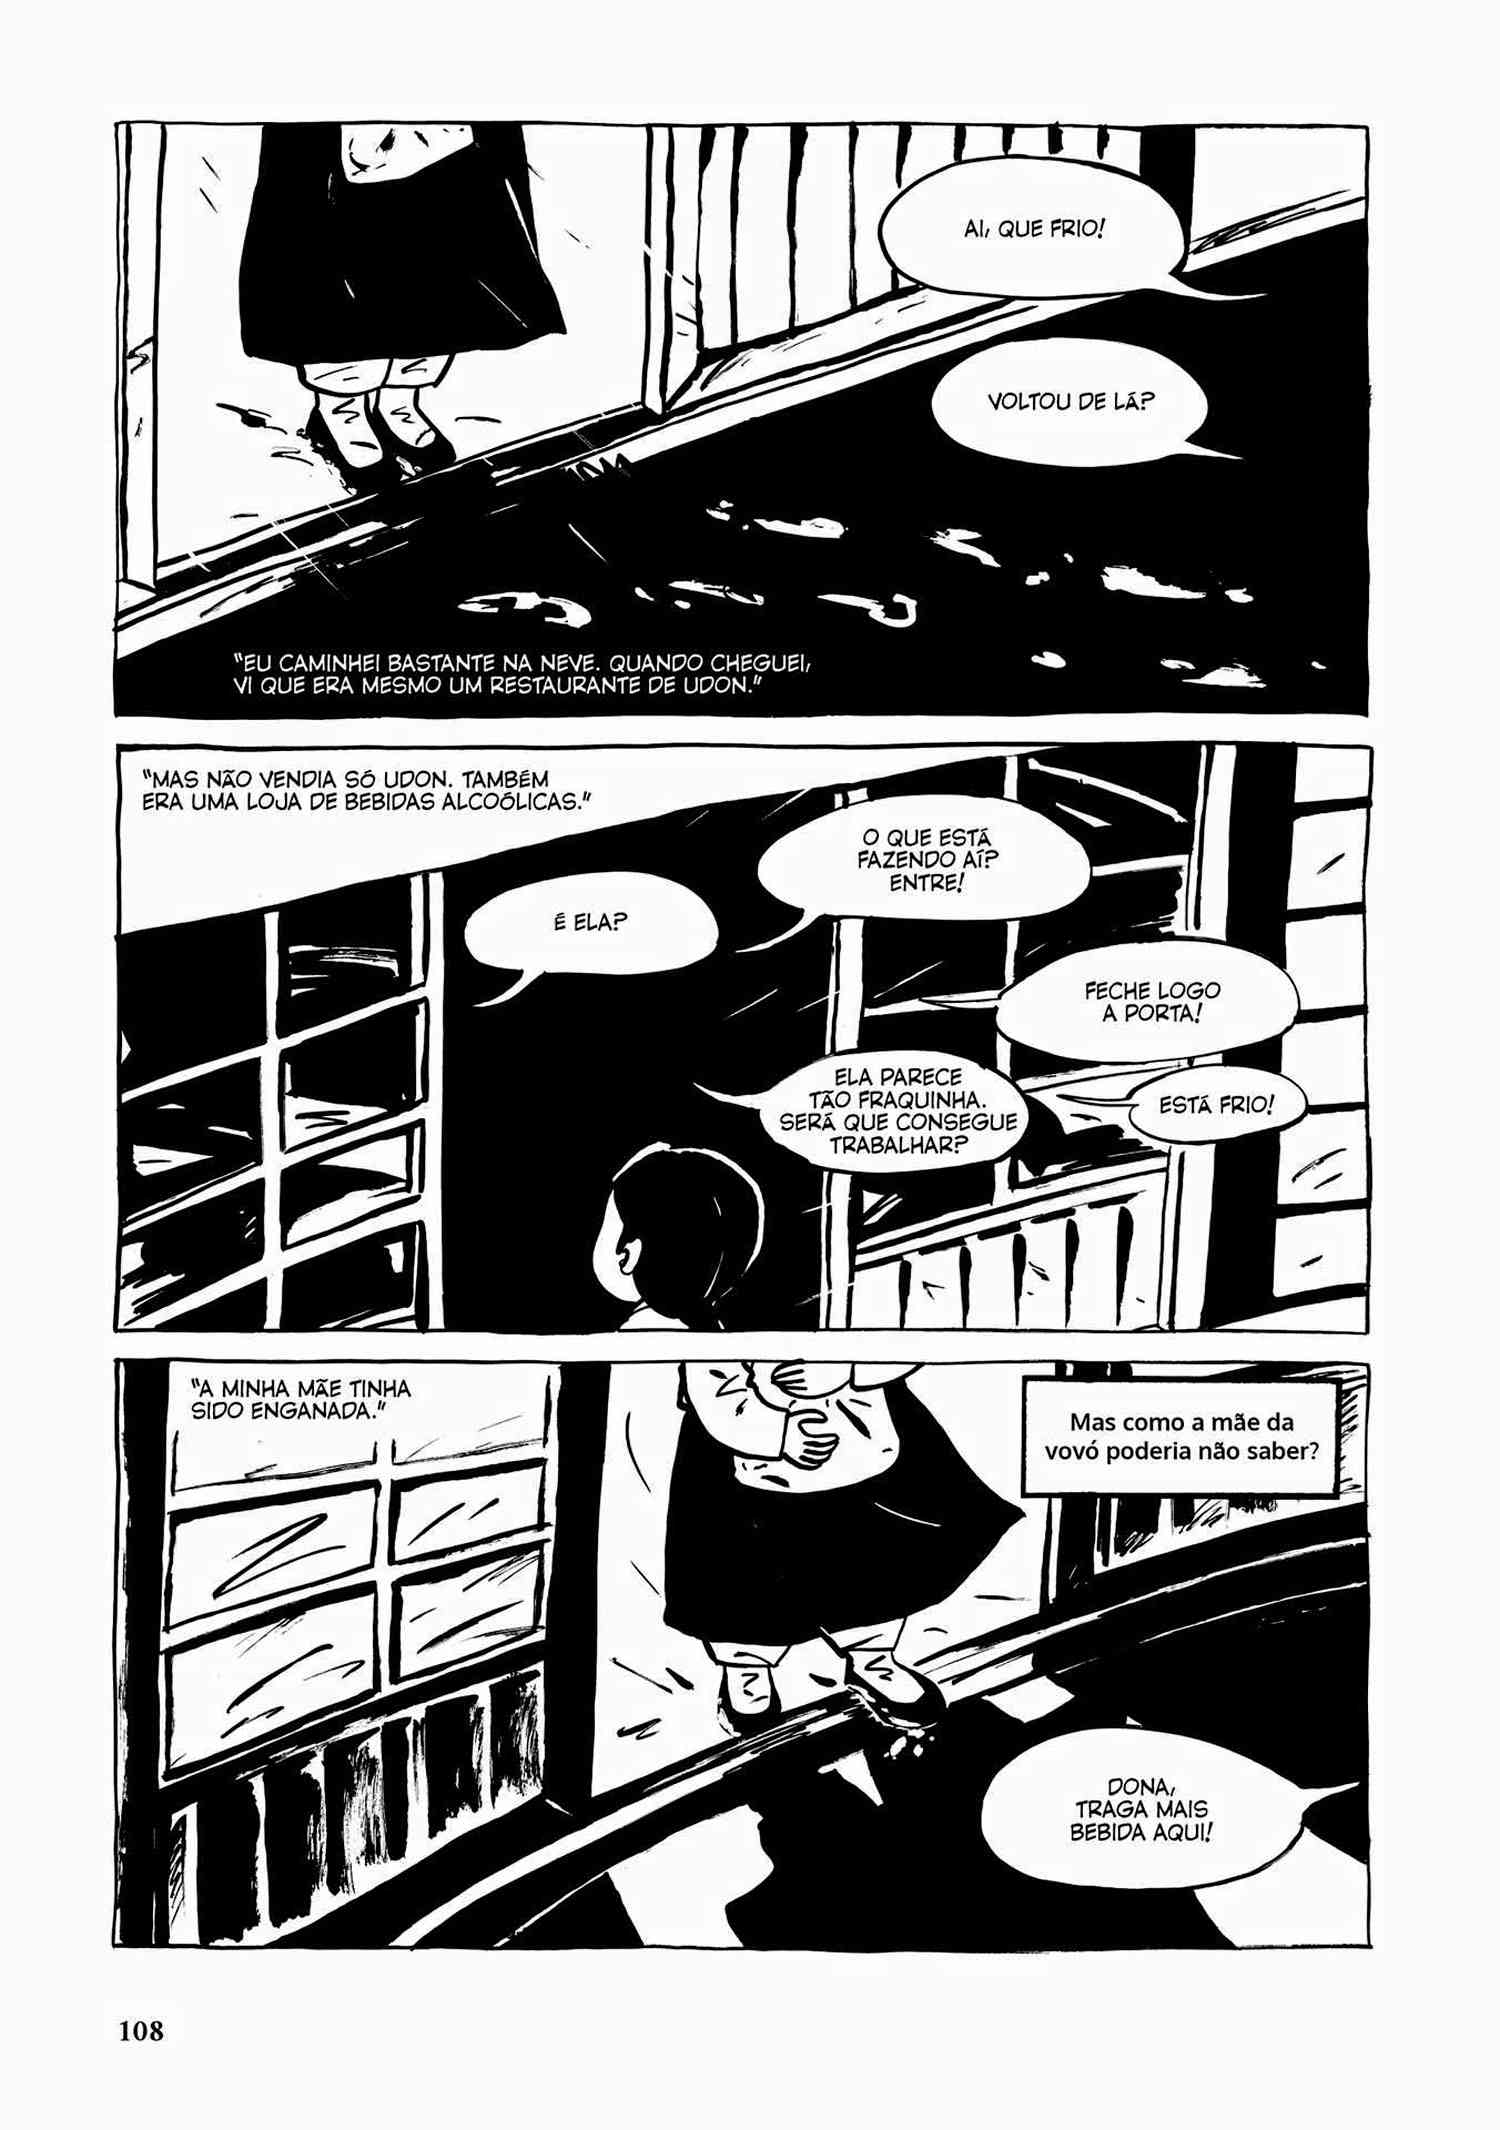 AI, QUE FRIO!
VOLTOU DE LÁ?
"EU CAMINHEI BASTANTE NA NEVE. QUANDO CHEGUEI,
VI QUE ERA MESMO UM RESTAURANTE DE UDON."
"MAS NÃO VENDIA SÓ UDON. TAMBÉM
ERA UMA LOJA DE BEBIDAS ALCOÓLICAS."
O QUE ESTÁ
FAZENDO AÍ?
ENTRE!
É ELA?
FECHE LOGO
A PORTA!
ELA PARECE
TÃO FRAQUINHA.
SERÁ QUE CONSEGUE
TRABALHAR?
ESTÁ FRIO!
"A MINHA MÃE TINHA
SIDO ENGANADA."
Mas como a mãe da
vovó poderia não saber?
DONA,
TRAGA MAIS
BEBIDA AQUI!
108